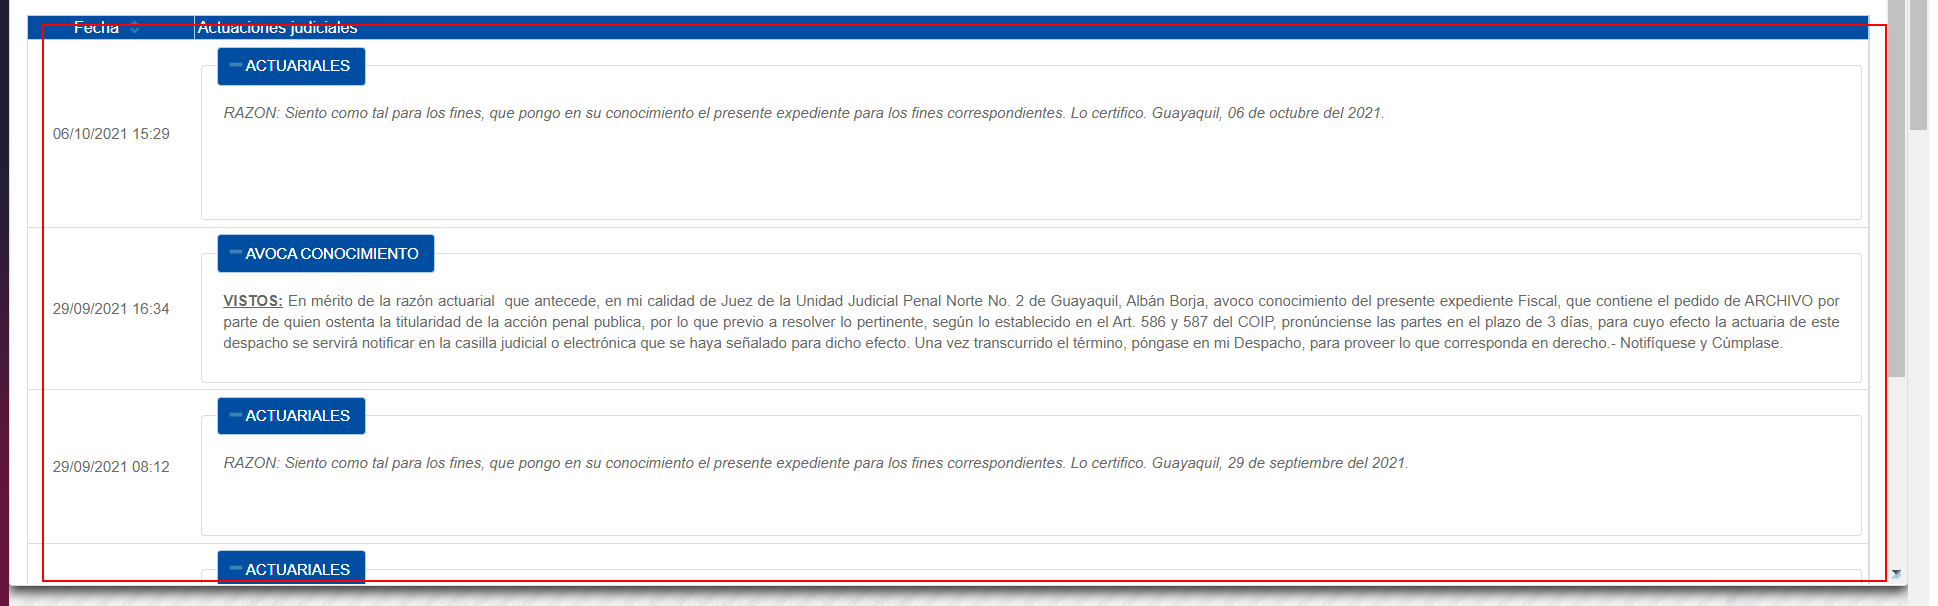 Fecha Actuaciones judiciales
ACTUARIALES
06/10/2021 15:29
RAZON: Siento como tal para los fines, que pongo en su conocimiento el presente expediente para los fines correspondientes. Lo certifico. Guayaquil, 06 de octubre del 2021.
AVOCA CONOCIMIENTO
29/09/2021 16:34
VISTOS: En mérito de la razón actuarial  que antecede, en mi calidad de Juez de la Unidad Judicial Penal Norte No. 2 de Guayaquil, Albán Borja, avoco conocimiento del presente expediente Fiscal, que contiene el pedido de ARCHIVO por
parte de quien ostenta la titularidad de la acción penal publica, por lo que previo a resolver lo pertinente, según lo establecido en el Art. 586 y 587 del COIP, pronúnciense las partes en el plazo de 3 días, para cuyo efecto la actuaria de este
despacho se servirá notificar en la casilla judicial o electrónica que se haya señalado para dicho efecto. Una vez transcurrido el término, póngase en mi Despacho, para proveer lo que corresponda en derecho.- Notifíquese y Cúmplase.
ACTUARIALES
29/09/2021 08:12
RAZON: Siento como tal para los fines, que pongo en su conocimiento el presente expediente para los fines correspondientes. Lo certifico. Guayaquil, 29 de septiembre del 2021.
ACTUARIALES